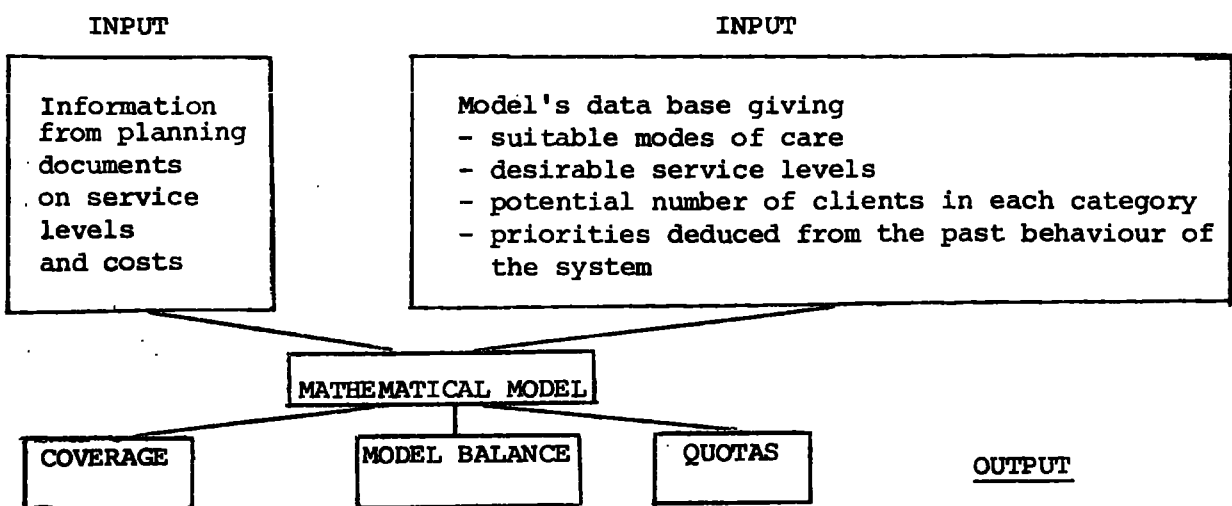 INPUT
INPUT
Information
from planning
documents
on service
levels
and costs
Model's data base giving
- suitable modes of care
- desirable service levels
- potential number of clients in each category
- priorities deduced from the past behaviour of
the system
MATHEMATICAL MODEL
COVERAGE
MODEL BALANCE
QUOTAS
OUTPUT